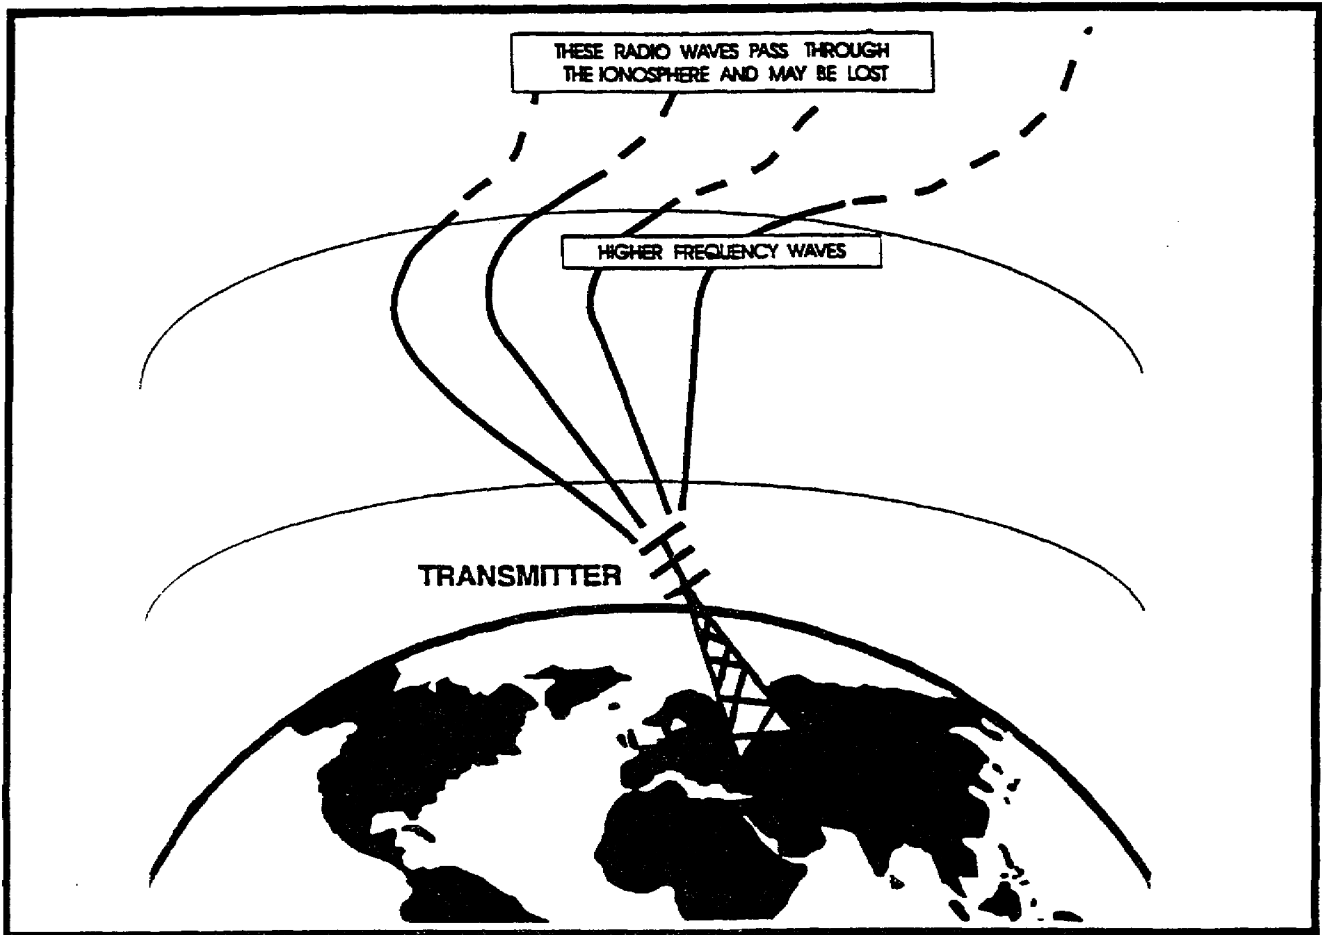 THESE RADIO WAVES PASS THROUGH
THE IONOSPHERE AND MAY BE LOST
HIGHER FREQUENCY WAVES
TRANSMITTER